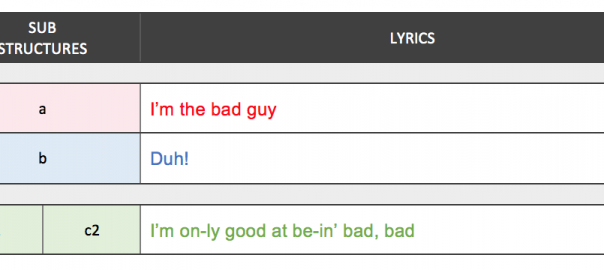 SUB
STRUCTURES
LYRICS
a
I'm the bad guy
b
Duh!
c2
I'm on-ly good at be-in' bad, bad